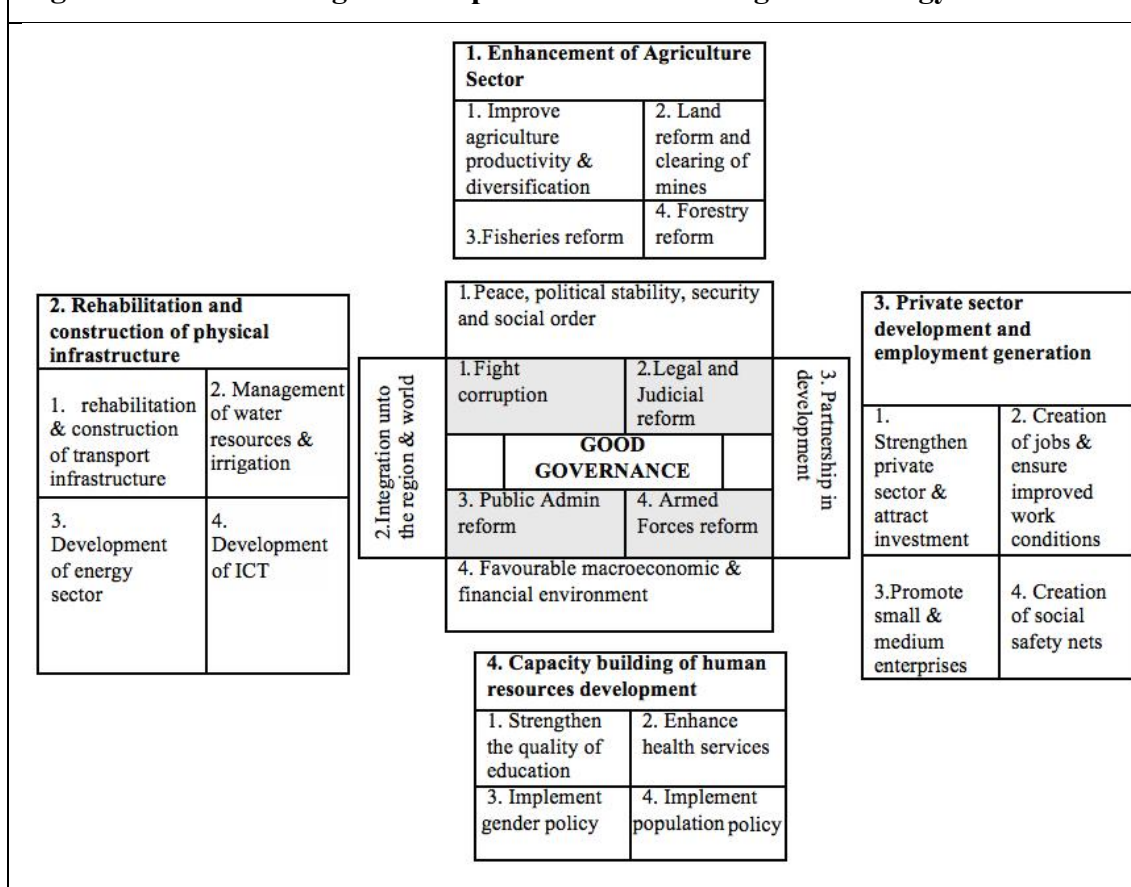 1. Enhancement of Agriculture
Sector
1. Improve
agriculture
productivity &
diversification
2. Land
reform and
clearing of
mines
3.Fisheries reform
4. Forestry
reform
2. Rehabilitation and
construction of physical
infrastructure
1. rehabilitation
& construction
of transport
infrastructure
2. Management
of water
resources &
irrigation
3.
Development
of energy
sector
4.
Development
of ICT
1.Peace, political stability, security
and social order
2.Integration unto
the region & world
1.Fight
corruption
2.Legal and
Judicial
reform
GOOD
GOVERNANCE
3. Public Admin
reform
4. Armed
Forces reform
3. Partnership in
development
4. Favourable macroeconomic &
financial environment
3. Private sector
development and
employment generation
1.
Strengthen
private
sector &
attract
investment
2. Creation
of jobs &
ensure
improved
work
conditions
3.Promote
small &
medium
enterprises
4. Creation
of social
safety nets
4. Capacity building of human
resources development
1. Strengthen
the quality of
education
2. Enhance
health services
3. Implement
gender policy
4. Implement
population policy